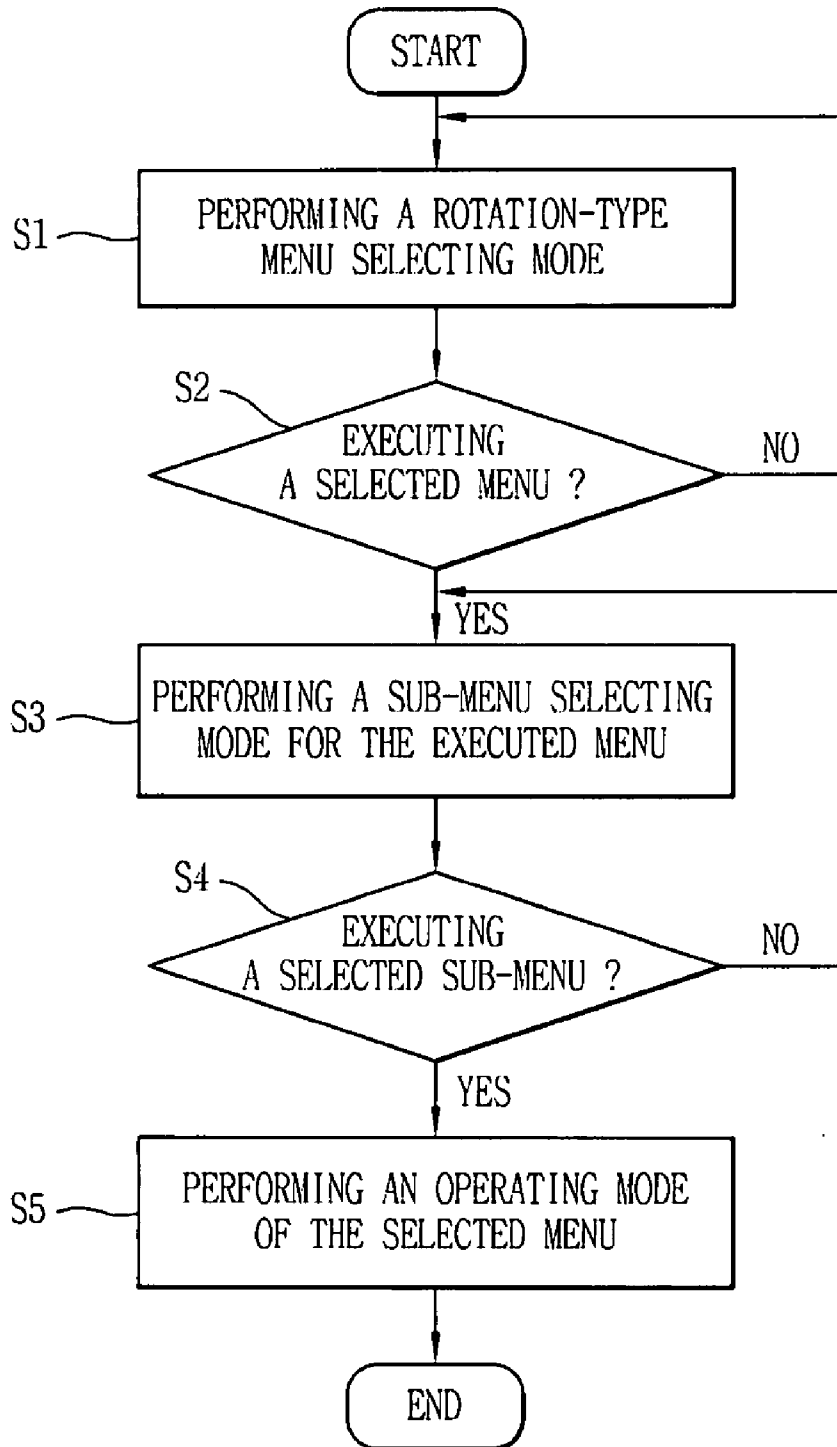 START
S1
PERFORMING A ROTATION-TYPE
MENU SELECTING MODE
S2
EXECUTING
A SELECTED MENU ?
NO
YES
S3
PERFORMING A SUB-MENU SELECTING
MODE FOR THE EXECUTED MENU
S4
EXECUTING
A SELECTED SUB-MENU ?
NO
YES
S5
PERFORMING AN OPERATING MODE
OF THE SELECTED MENU
END